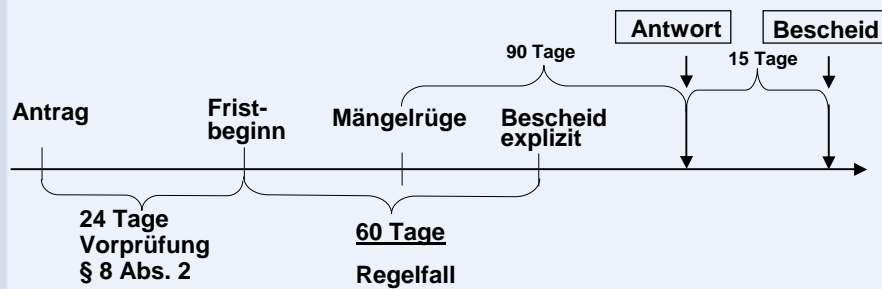 Antwort
Bescheid
90 Tage
15 Tage
Antrag
Frist-
beginn
Mängelrüge
Bescheid
explizit
24 Tage
Vorprüfung
§ 8 Abs. 2
60 Tage
Regelfall